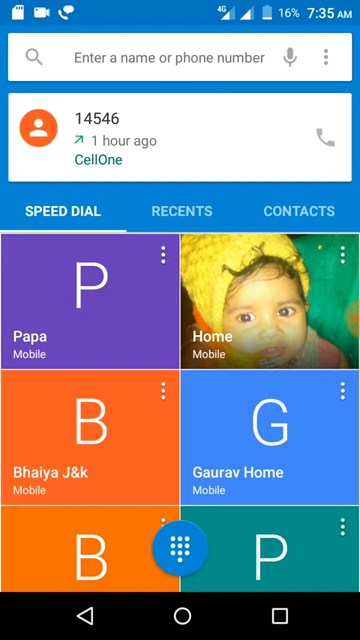 4G
16%
7:35 AM
Enter a name or phone number
14546
1 hour ago
CellOne
SPEED DIAL
RECENTS
CONTACTS
P
Papa
Mobile
Home
Mobile
B
Bhaiya J&k
Mobile
G
Gaurav Home
Mobile
B
P